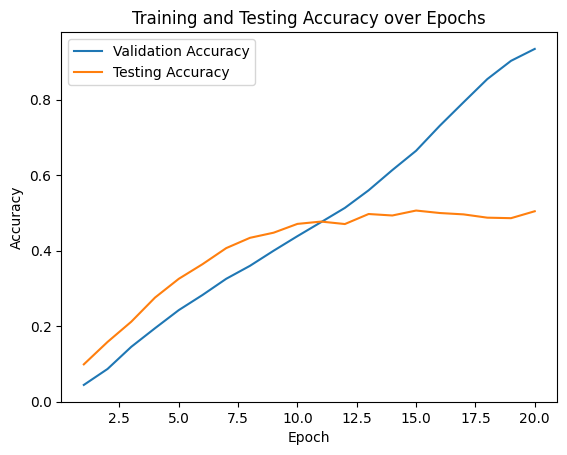 Training and Testing Accuracy over Epochs
Validation Accuracy
Testing Accuracy
Accuracy
0.8
0.6
0.4
0.2
0.0
2.5 5.0 7.5 10.0 12.5 15.0 17.5 20.0
Epoch